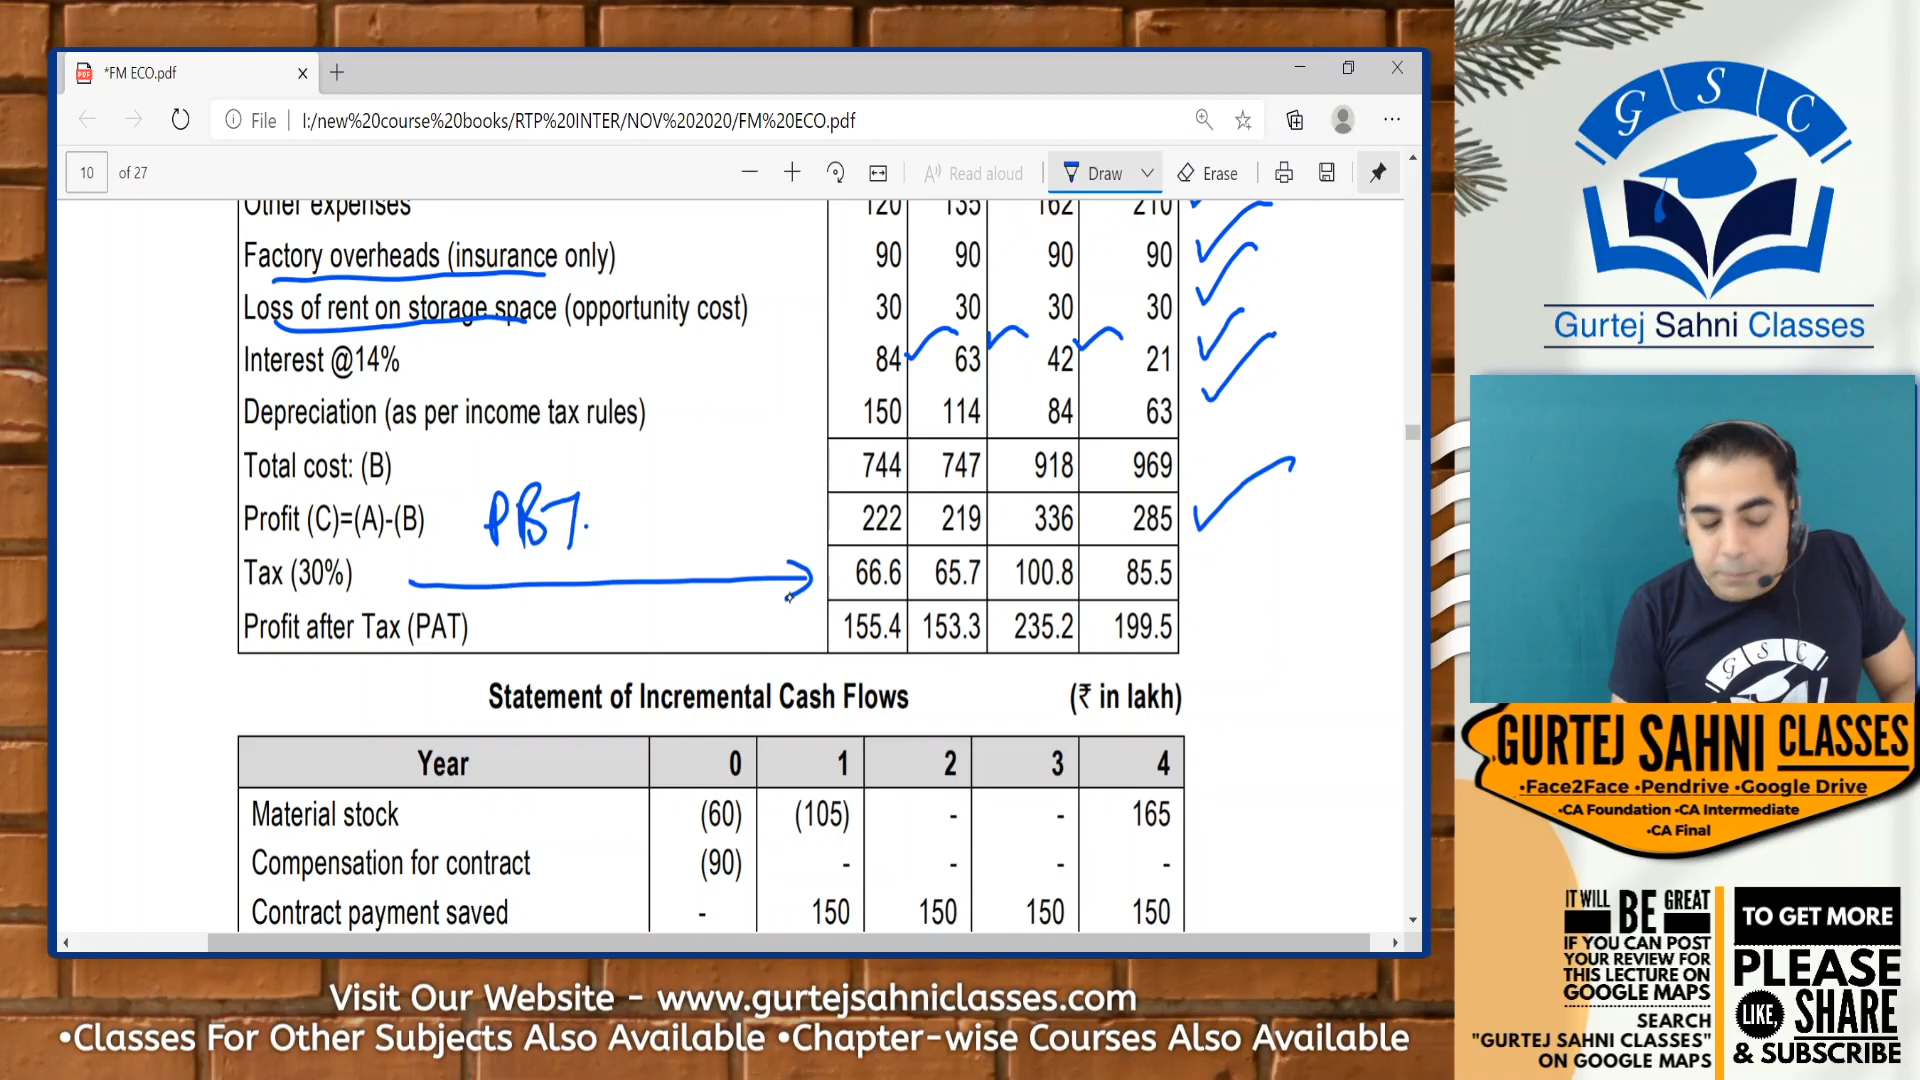 *FM ECO.pdf
File I:/new%20course%20books/RTP%20INTER/NOV%202020/FM%20ECO.pdf
10 of 27
Read aloud Draw Erase
Other expenses 120 135 162 210
Factory overheads (insurance only) 90 90 90 90
Loss of rent on storage space (opportunity cost) 30 30 30 30
Interest @14% 84 63 42 21
Depreciation (as per income tax rules) 150 114 84 63
Total cost: (B) 744 747 918 969
Profit (C)=(A)-(B) PBT. 222 219 336 285
Tax (30%) 66.6 65.7 100.8 85.5
Profit after Tax (PAT) 155.4 153.3 235.2 199.5
Statement of Incremental Cash Flows (₹ in lakh)
Year 0 1 2 3 4
Material stock (60) (105) - - 165
Compensation for contract (90) - - - -
Contract payment saved - 150 150 150 150
G S C
Gurtej Sahni Classes
G S C
GURTEJ SAHNI CLASSES
•Face2Face •Pendrive •Google Drive
•CA Foundation •CA Intermediate
•CA Final
IT WILL BE GREAT
IF YOU CAN POST
YOUR REVIEW FOR
THIS LECTURE ON
GOOGLE MAPS
SEARCH
"GURTEJ SAHNI CLASSES"
ON GOOGLE MAPS
TO GET MORE
PLEASE
LIKE, SHARE
& SUBSCRIBE
Visit Our Website - www.gurtejsahniclasses.com
•Classes For Other Subjects Also Available •Chapter-wise Courses Also Available